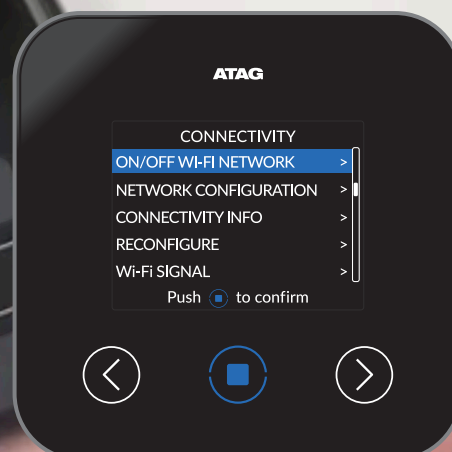 ATAG
CONNECTIVITY
ON/OFF WI-FI NETWORK >
NETWORK CONFIGURATION >
CONNECTIVITY INFO >
RECONFIGURE >
Wi-Fi SIGNAL >
Push to confirm